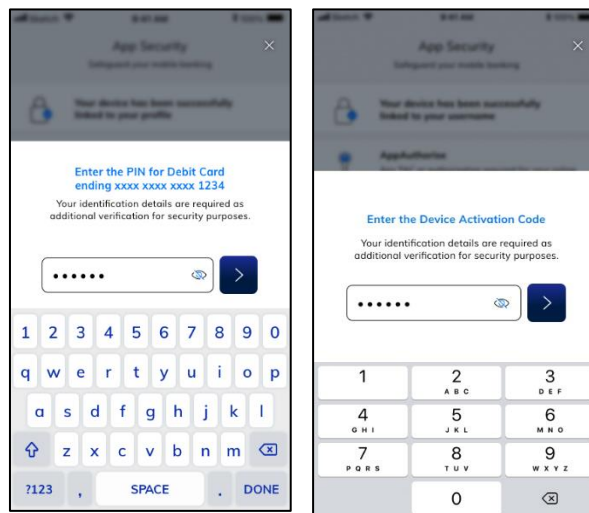 App Security
Safeguard your mobile banking
Your device has been successfully
linked to your profile
Enter the PIN for Debit Card
ending xxxx xxxx xxxx 1234
Your identification details are required as
additional verification for security purposes.
1 2 3 4 5 6 7 8 9 0
q w e r t y u i o p
a s d f g h j k l
z x c v b n m
?123 , SPACE . DONE
App Security
Safeguard your mobile banking
Your device has been successfully
linked to your username
AppAuthorise
Enter the Device Activation Code
Your identification details are required as
additional verification for security purposes.
1 2 3
ABC DEF
4 5 6
GHI JKL MNO
7 8 9
PQRS TUV WXYZ
0